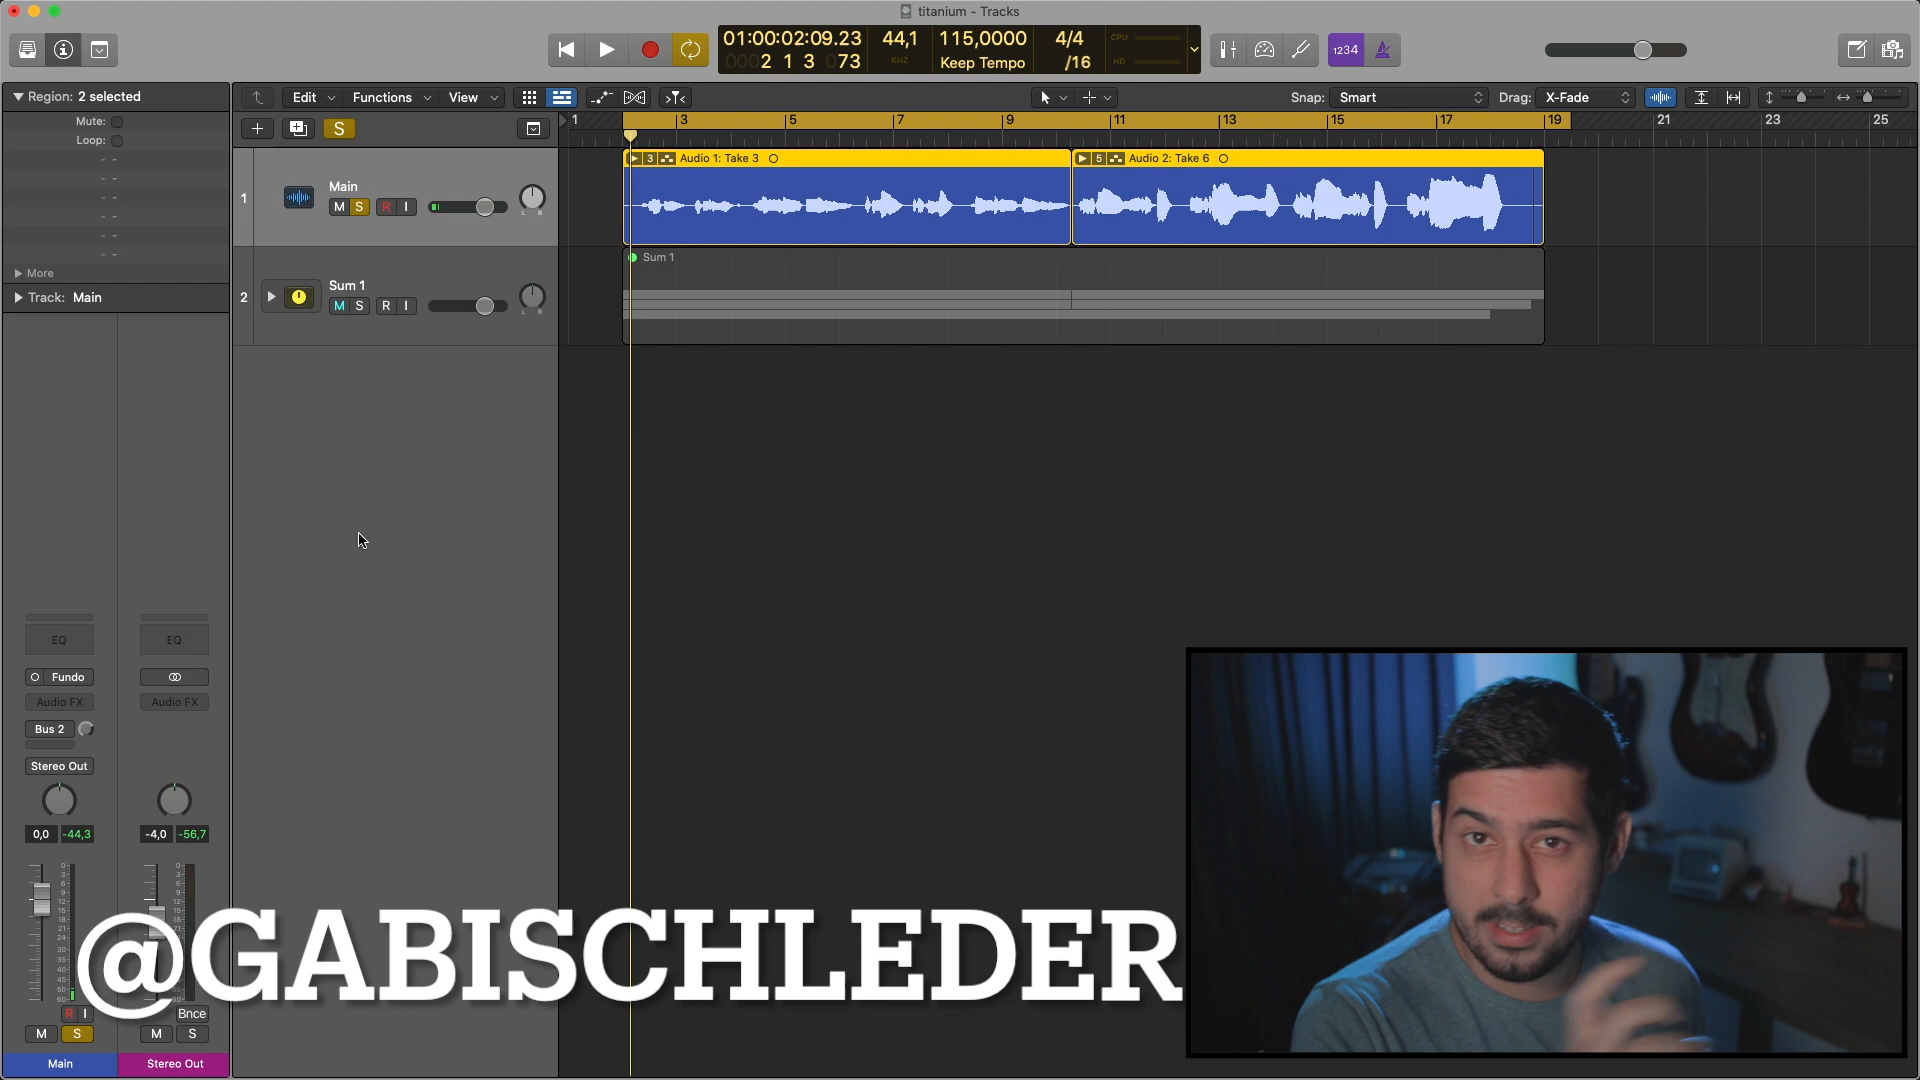 titanium - Tracks
01:00:02:09.23
0002 1 3 073
44,1
KHZ
115,0000
Keep Tempo
4/4
/16
CPU
HD
1234
Region: 2 selected
Mute:
Loop:
More
Track: Main
Edit
Functions
View
Snap: Smart
Drag: X-Fade
S
1
3
5
7
9
11
13
15
17
19
21
23
25
1
Main
M S R I
L R
3
Audio 1: Take 3
5
Audio 2: Take 6
2
Sum 1
M S R I
L R
Sum 1
EQ
EQ
Fundo
Audio FX
Audio FX
Bus 2
Stereo Out
0,0
-44,3
-4,0
-56,7
@GABISCHLEDER
R I
Bnce
M S
M S
Main
Stereo Out